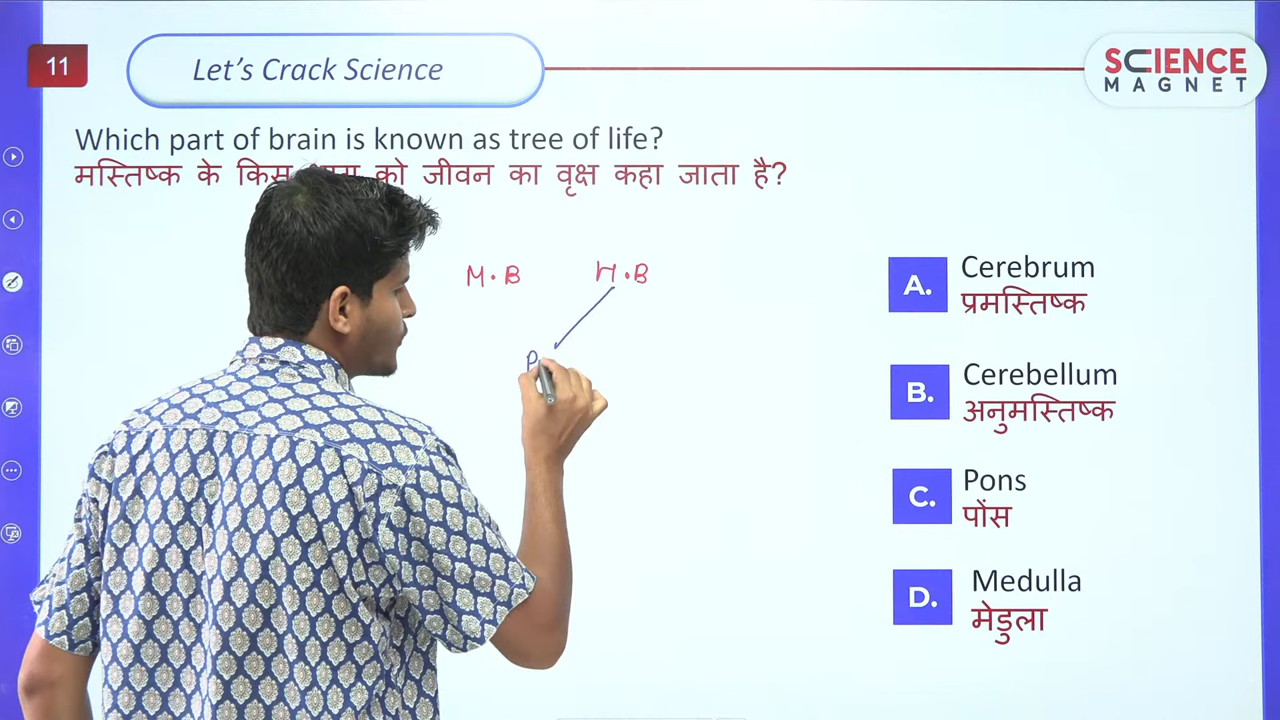 11
Let's Crack Science
SCIENCE
MAGNET
Which part of brain is known as tree of life?
मस्तिष्क के किस को जीवन का वृक्ष कहा जाता है?
M.B H.B
P
A. Cerebrum
प्रमस्तिष्क
B. Cerebellum
अनुमस्तिष्क
C. Pons
पोंस
D. Medulla
मेडुला